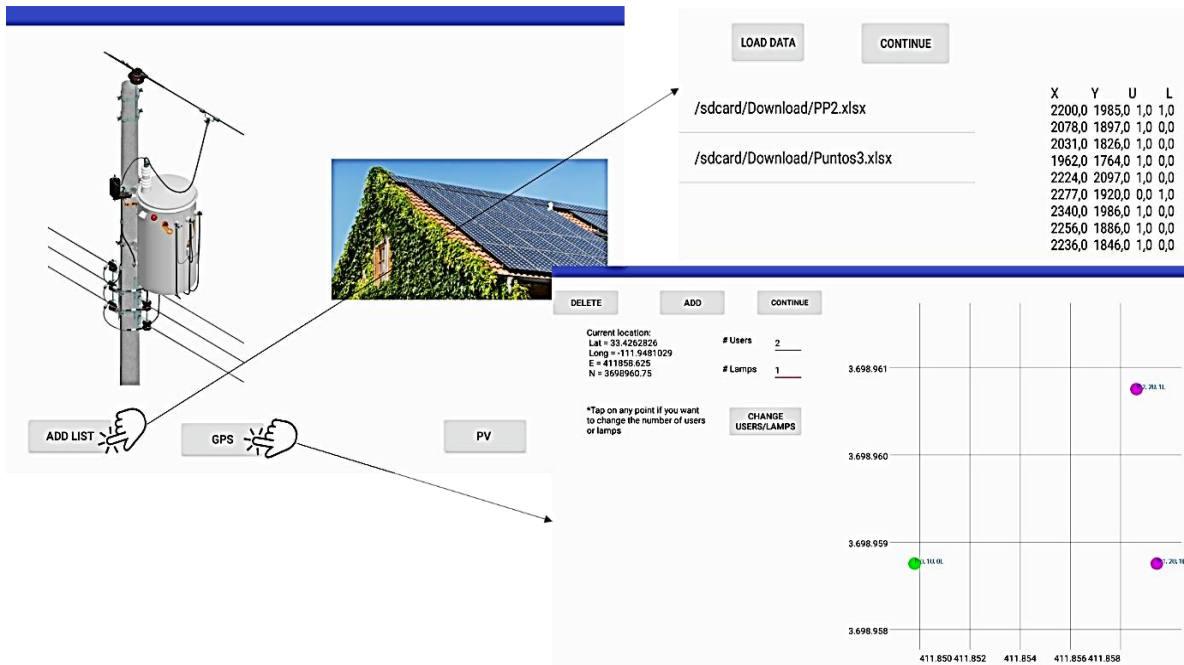 ADD LIST
GPS
PV
LOAD DATA
CONTINUE
/sdcard/Download/PP2.xlsx
/sdcard/Download/Puntos3.xlsx
X Y U L
2200,0 1985,0 1,0 1,0
2078,0 1897,0 1,0 0,0
2031,0 1826,0 1,0 0,0
1962,0 1764,0 1,0 0,0
2224,0 2097,0 1,0 0,0
2277,0 1920,0 0,0 1,0
2340,0 1986,0 1,0 0,0
2256,0 1886,0 1,0 0,0
2236,0 1846,0 1,0 0,0
DELETE
ADD
CONTINUE
Current location:
Lat = 33.4262826
Long = -111.9481029
E = 411858.625
N = 3698960.75
# Users 2
# Lamps 1
*Tap on any point if you want
to change the number of users
or lamps
CHANGE
USERS/LAMPS
3.698.961
2U, 1L
3.698.960
3.698.959
1U, 0L
2U, 1
3.698.958
411.850 411.852 411.854 411.856 411.858